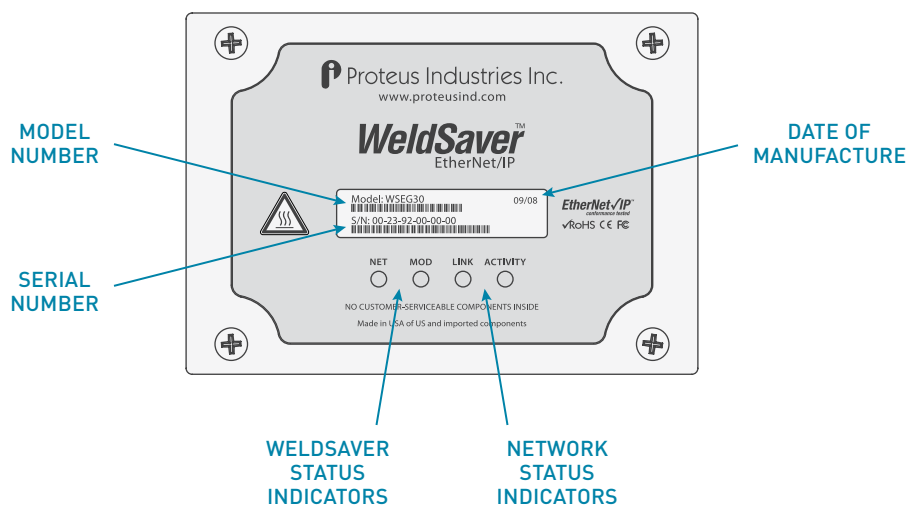 Proteus Industries Inc.
www.proteusind.com
MODEL
NUMBER
WeldSaver™
EtherNet/IP
DATE OF
MANUFACTURE
Model: WSEG30 09/08
S/N: 00-23-92-00-00-00
EtherNet/IP™
conformance tested
√RoHS CE FC
SERIAL
NUMBER
NET MOD LINK ACTIVITY
NO CUSTOMER-SERVICEABLE COMPONENTS INSIDE
Made in USA of US and imported components
WELDSAVER
STATUS
INDICATORS
NETWORK
STATUS
INDICATORS